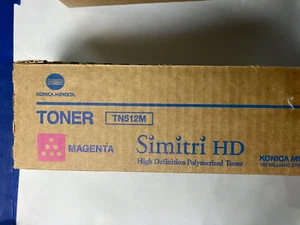 KONICA MINOLTA
TONER TN512M
MAGENTA
Simitri HD
High Definition Polymerised Toner
KONICA MI